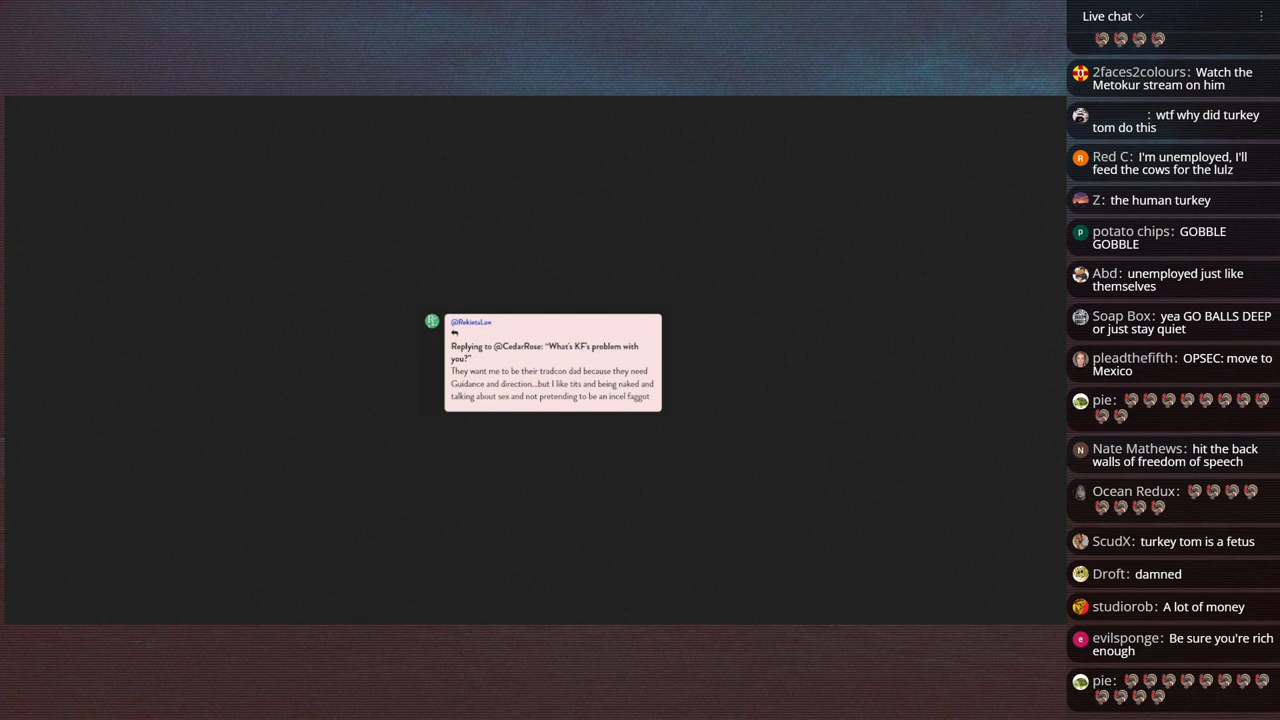 @RekietaLaw
Replying to @CedarRose: “What's KF's problem with
you?”
They want me to be their tradcon dad because they need
Guidance and direction...but I like tits and being naked and
talking about sex and not pretending to be an incel faggot
Live chat
2faces2colours: Watch the
Metokur stream on him
: wtf why did turkey
tom do this
Red C: I'm unemployed, I'll
feed the cows for the lulz
Z: the human turkey
potato chips: GOBBLE
GOBBLE
Abd: unemployed just like
themselves
Soap Box: yea GO BALLS DEEP
or just stay quiet
pleadthefifth: OPSEC: move to
Mexico
pie: 🦃🦃🦃🦃🦃🦃🦃🦃
🦃🦃
Nate Mathews: hit the back
walls of freedom of speech
Ocean Redux: 🦃🦃🦃🦃
🦃🦃🦃🦃
ScudX: turkey tom is a fetus
Droft: damned
studiorob: A lot of money
evilsponge: Be sure you're rich
enough
pie: 🦃🦃🦃🦃🦃🦃🦃🦃
🦃🦃🦃🦃